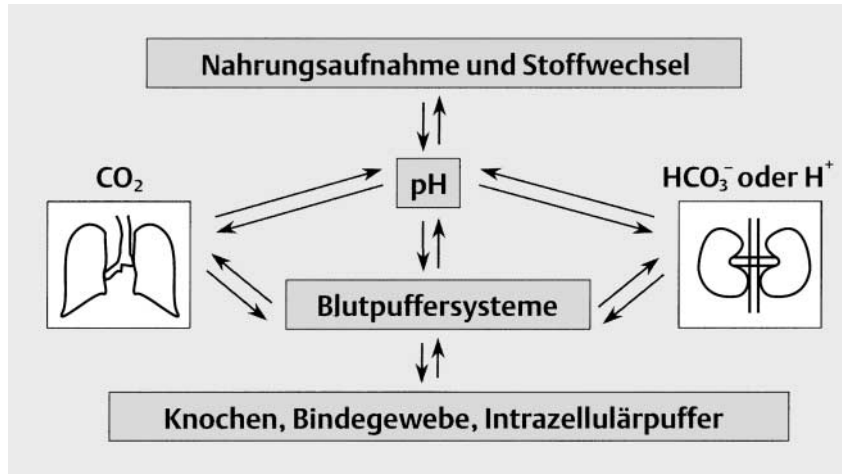 Nahrungsaufnahme und Stoffwechsel
CO₂
pH
HCO₃⁻ oder H⁺
Blutpuffersysteme
Knochen, Bindegewebe, Intrazellulärpuffer